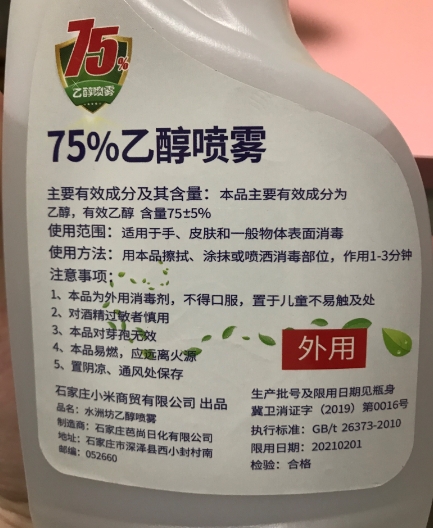 75%
乙醇喷雾
75%乙醇喷雾
主要有效成分及其含量：本品主要有效成分为
乙醇，有效乙醇 含量75±5%
使用范围：适用于手、皮肤和一般物体表面消毒
使用方法：用本品擦拭、涂抹或喷洒消毒部位，作用1-3分钟
注意事项：
1、本品为外用消毒剂，不得口服，置于儿童不易触及处
2、对酒精过敏者慎用
3、本品对芽孢无效
4、本品易燃，应远离火源
5、置阴凉、通风处保存
外用
石家庄小米商贸有限公司 出品
品名：水洲坊乙醇喷雾
制造商：石家庄芭尚日化有限公司
地址：石家庄市深泽县西小封村南
邮编：052660
生产批号及限用日期见瓶身
冀卫消证字（2019）第0016号
执行标准：GB/t 26373-2010
限用日期：20210201
检验：合格